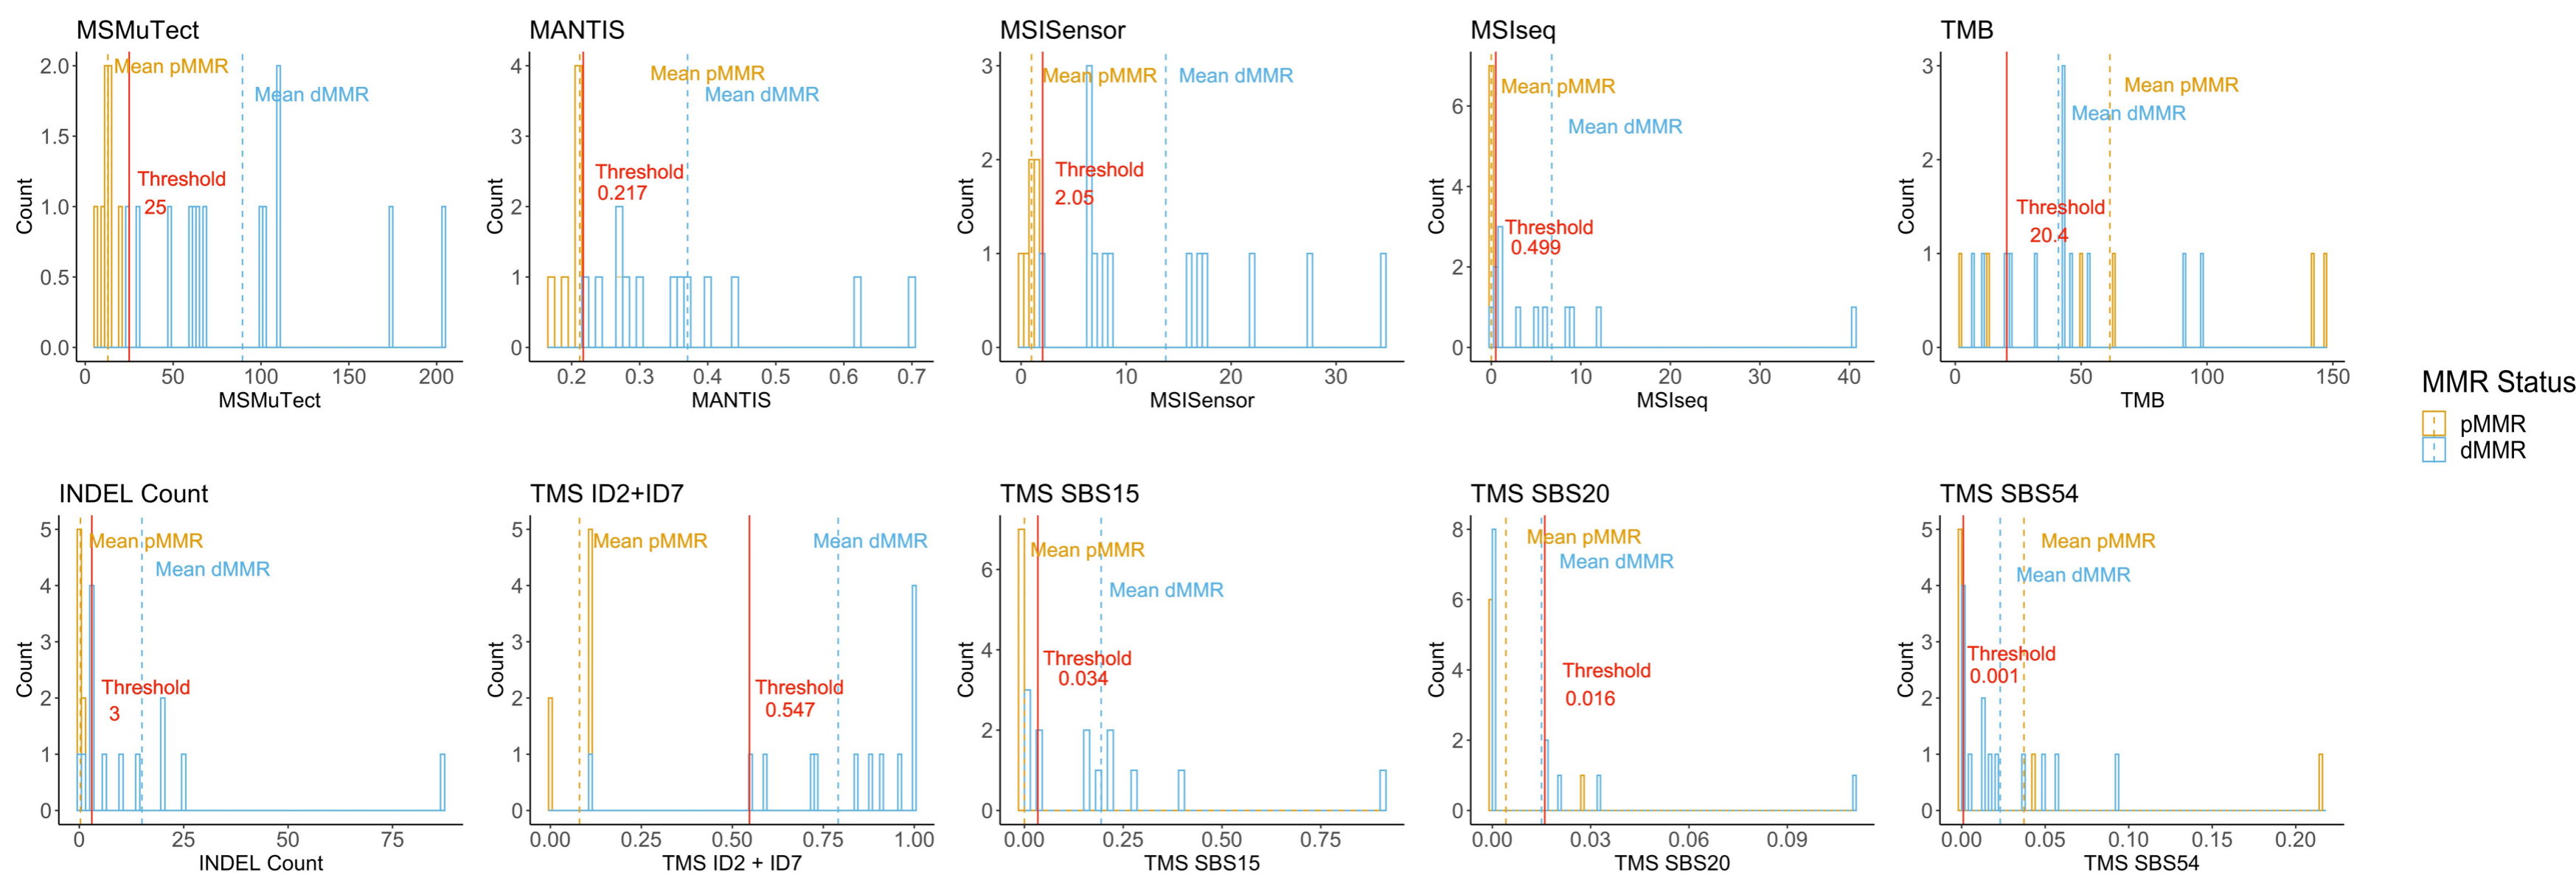 MSMuTect
Count
2.0
1.5
1.0
0.5
0.0
Mean pMMR
Mean dMMR
Threshold
25
0
50
100
150
200
MSMuTect
MANTIS
Count
4
3
2
1
0
Mean pMMR
Mean dMMR
Threshold
0.217
0.2
0.3
0.4
0.5
0.6
0.7
MANTIS
MSISensor
Count
3
2
1
0
Mean pMMR
Mean dMMR
Threshold
2.05
0
10
20
30
MSISensor
MSIseq
Count
6
4
2
0
Mean pMMR
Mean dMMR
Threshold
0.499
0
10
20
30
40
MSIseq
TMB
Count
3
2
1
0
Mean pMMR
Mean dMMR
Threshold
20.4
0
50
100
150
TMB
MMR Status
pMMR
dMMR
INDEL Count
Count
5
4
3
2
1
0
Mean pMMR
Mean dMMR
Threshold
3
0
25
50
75
INDEL Count
TMS ID2+ID7
Count
5
4
3
2
1
0
Mean pMMR
Mean dMMR
Threshold
0.547
0.00
0.25
0.50
0.75
1.00
TMS ID2 + ID7
TMS SBS15
Count
6
4
2
0
Mean pMMR
Mean dMMR
Threshold
0.034
0.00
0.25
0.50
0.75
TMS SBS15
TMS SBS20
Count
8
6
4
2
0
Mean pMMR
Mean dMMR
Threshold
0.016
0.00
0.03
0.06
0.09
TMS SBS20
TMS SBS54
Count
5
4
3
2
1
0
Mean pMMR
Mean dMMR
Threshold
0.001
0.00
0.05
0.10
0.15
0.20
TMS SBS54